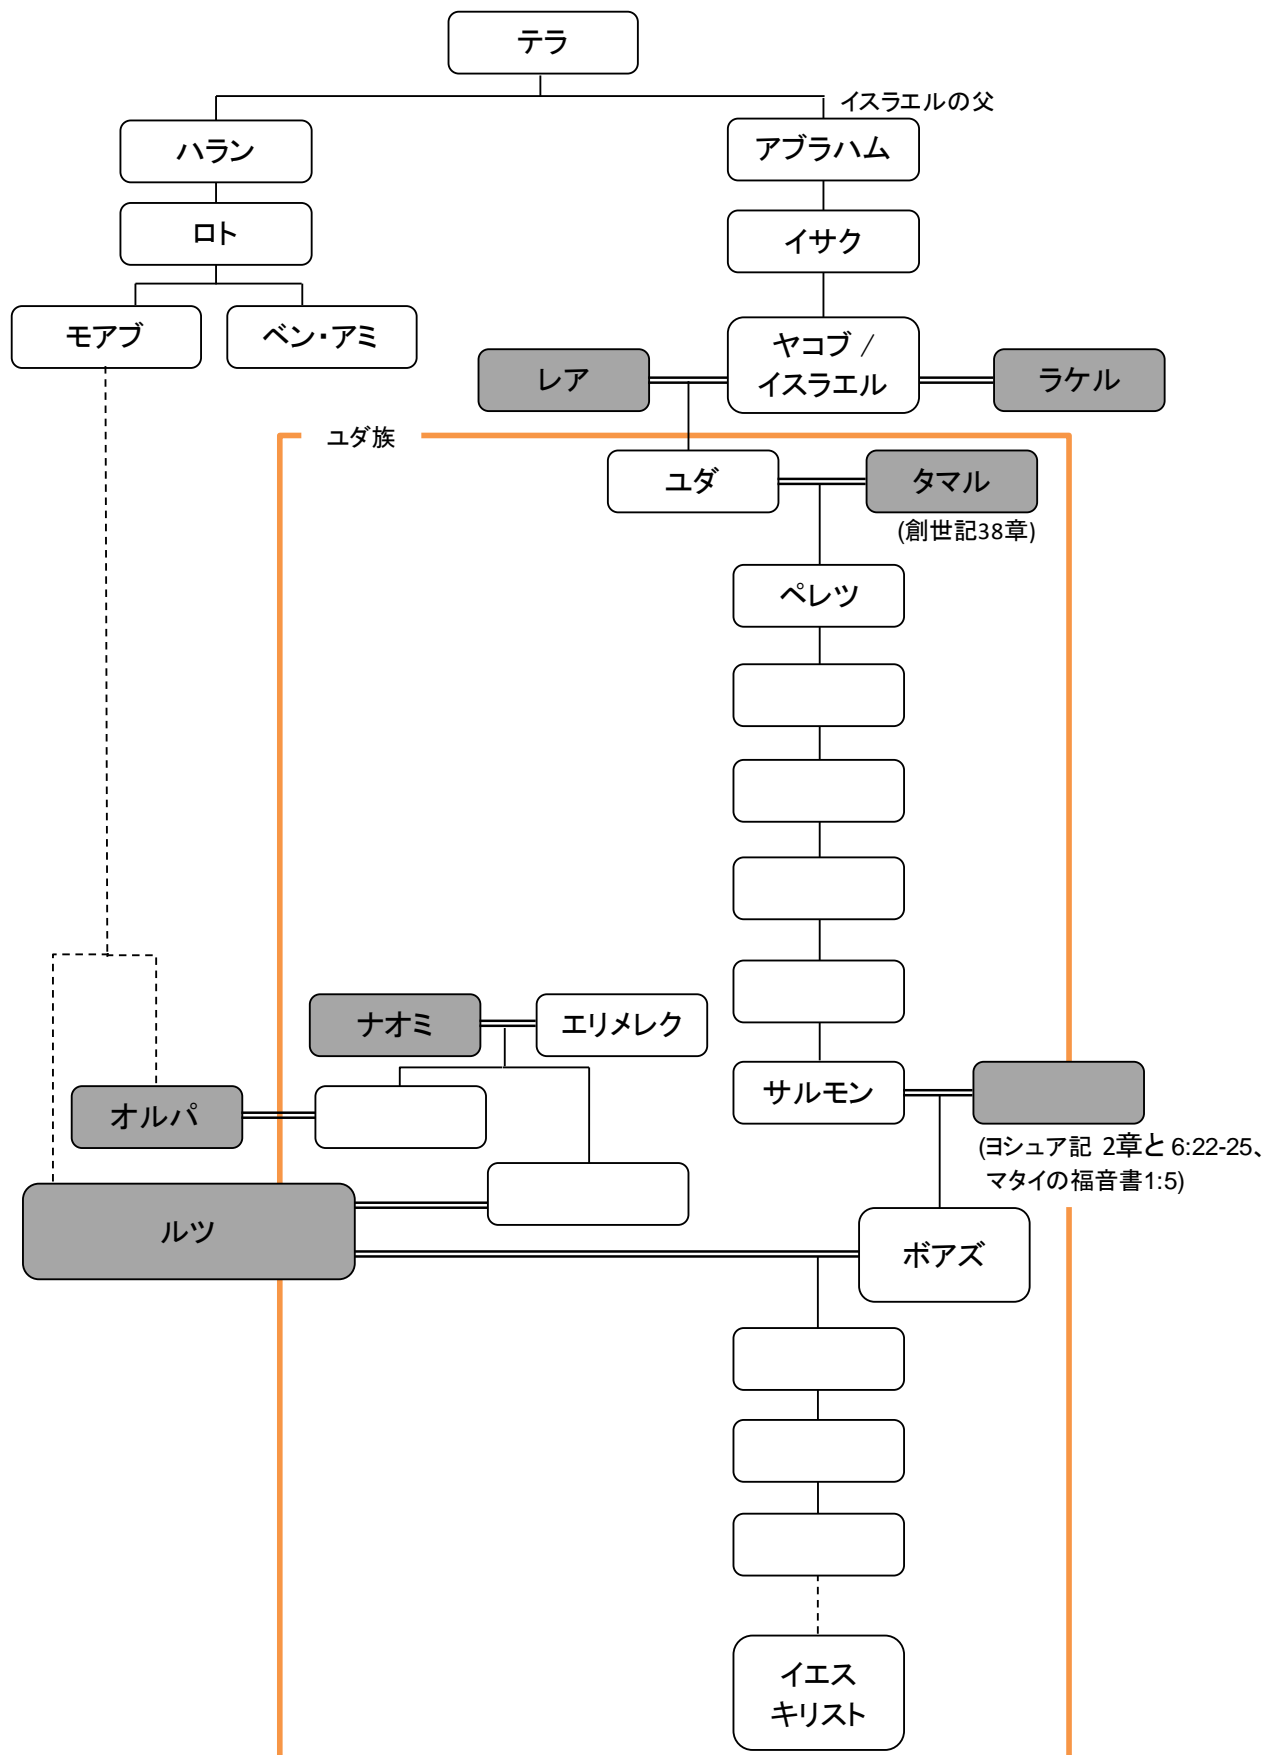 テラ
イスラエルの父
ハラン
アブラハム
ロト
イサク
モアブ
ベン・アミ
ヤコブ /
イスラエル
レア
ラケル
ユダ族
ユダ
タマル
(創世記38章)
ペレツ
ナオミ
エリメレク
サルモン
オルパ
(ヨシュア記 2章と 6:22-25、
マタイの福音書1:5)
ルツ
ボアズ
イエス
キリスト